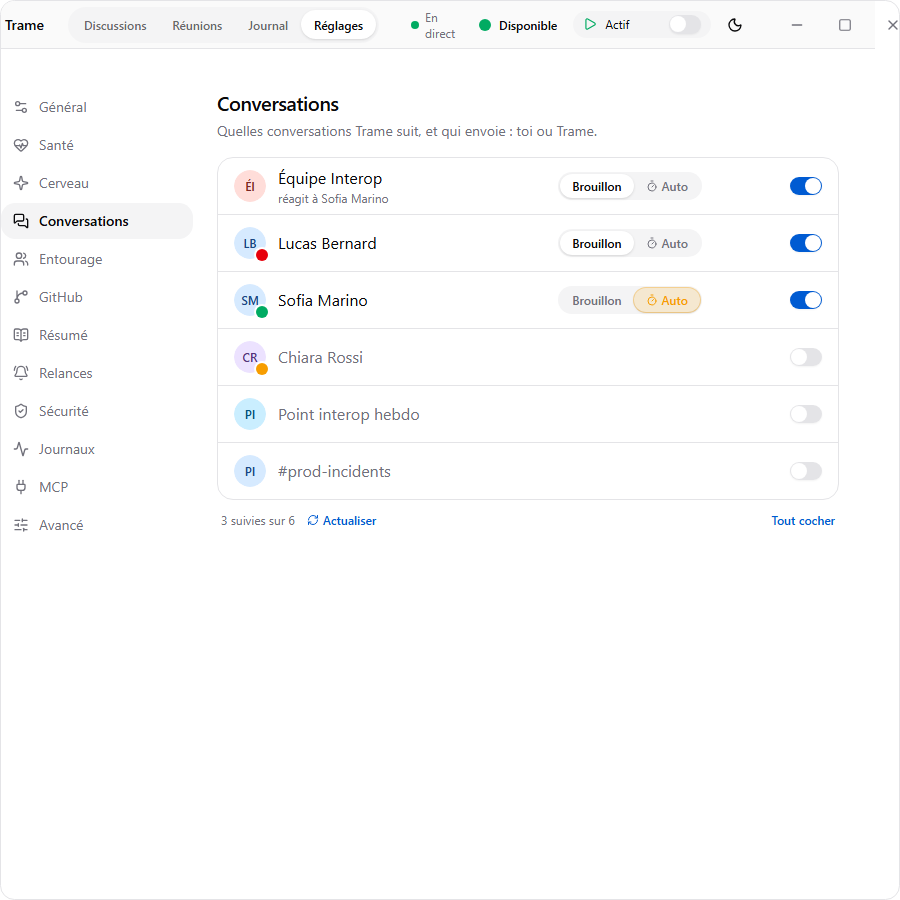 Trame
Discussions
Réunions
Journal
Réglages
En
direct
Disponible
Actif
Général
Santé
Cerveau
Conversations
Entourage
GitHub
Résumé
Relances
Sécurité
Journaux
MCP
Avancé
Conversations
Quelles conversations Trame suit, et qui envoie : toi ou Trame.
ÉI
Équipe Interop
réagit à Sofia Marino
Brouillon
Auto
LB
Lucas Bernard
Brouillon
Auto
SM
Sofia Marino
Brouillon
Auto
CR
Chiara Rossi
PI
Point interop hebdo
PI
#prod-incidents
3 suivies sur 6
Actualiser
Tout cocher